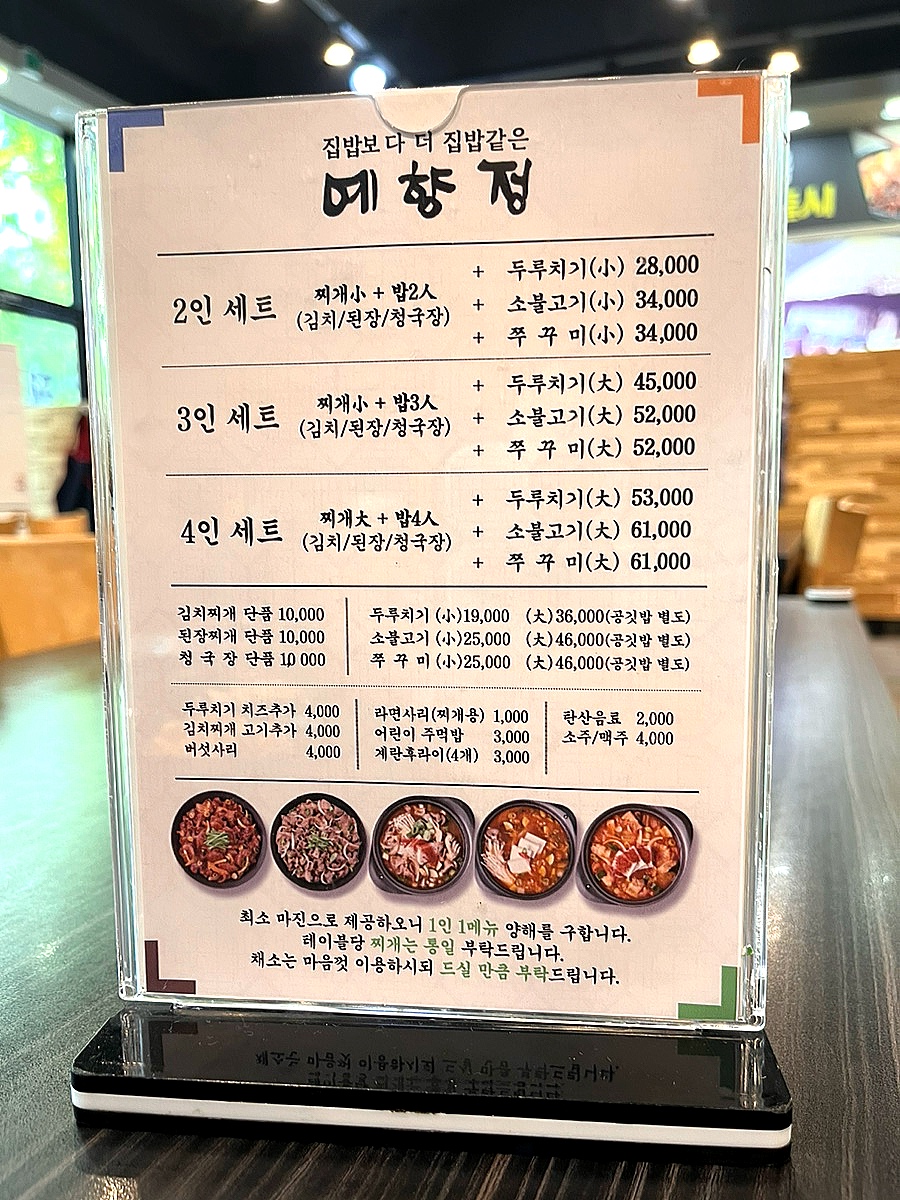 집밥보다 더 집밥같은
예향정
2인 세트 찌개小 + 밥2人 (김치/된장/청국장)
+ 두루치기(小) 28,000
+ 소불고기(小) 34,000
+ 쭈 꾸 미(小) 34,000
3인 세트 찌개小 + 밥3人 (김치/된장/청국장)
+ 두루치기(大) 45,000
+ 소불고기(大) 52,000
+ 쭈 꾸 미(大) 52,000
4인 세트 찌개大 + 밥4人 (김치/된장/청국장)
+ 두루치기(大) 53,000
+ 소불고기(大) 61,000
+ 쭈 꾸 미(大) 61,000
김치찌개 단품 10,000
된장찌개 단품 10,000
청 국 장 단품 10 000
두루치기 (小)19,000 (大)36,000(공깃밥 별도)
소불고기 (小)25,000 (大)46,000(공깃밥 별도)
쭈 꾸 미 (小)25,000 (大)46,000(공깃밥 별도)
두루치기 치즈추가 4,000
김치찌개 고기추가 4,000
버섯사리 4,000
라면사리(찌개용) 1,000
어린이 주먹밥 3,000
계란후라이(4개) 3,000
탄산음료 2,000
소주/맥주 4,000
최소 마진으로 제공하오니 1인 1메뉴 양해를 구합니다.
테이블당 찌개는 통일 부탁드립니다.
채소는 마음껏 이용하시되 드실 만큼 부탁드립니다.